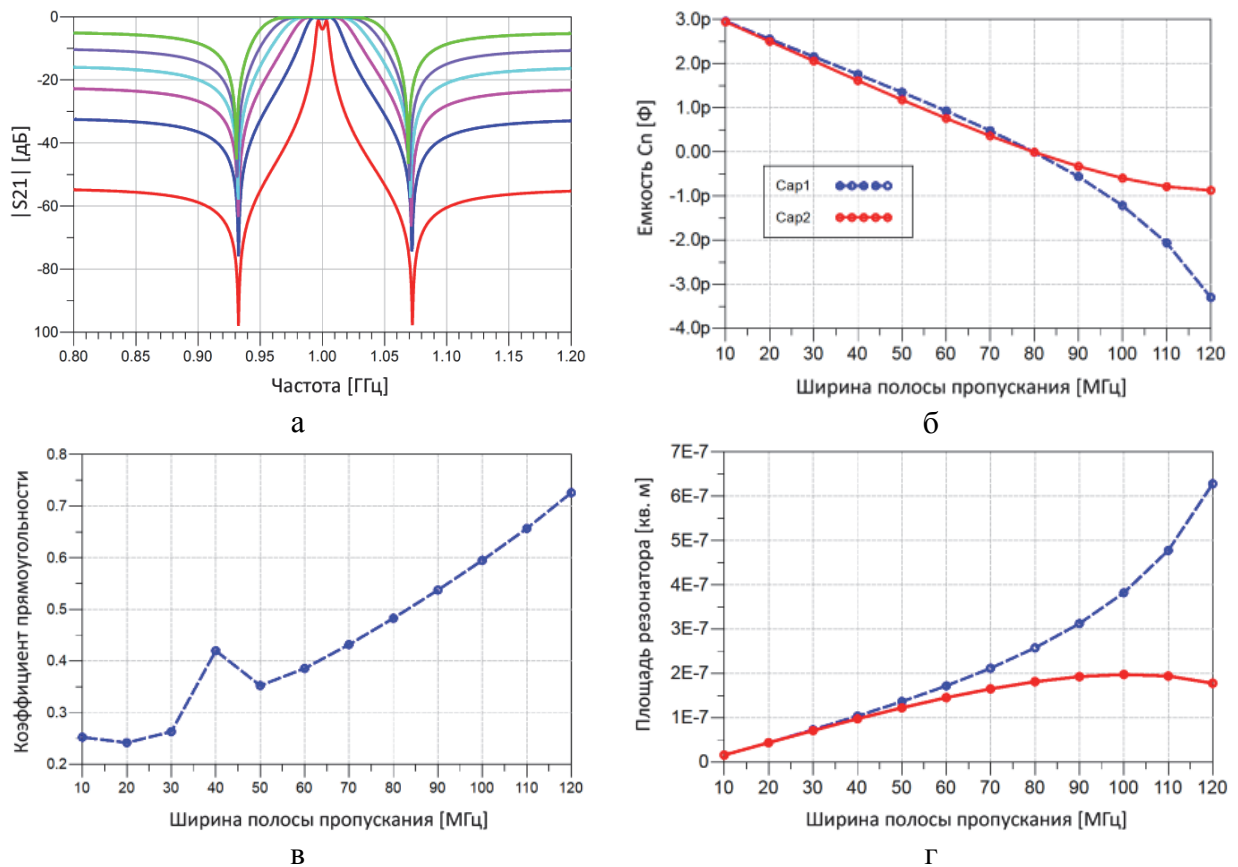 |S21| [дБ]
0
-20
-40
-60
-80
100
0.80 0.85 0.90 0.95 1.00 1.05 1.10 1.15 1.20
Частота [ГГц]
а
Емкость Cn [Ф]
3.0p
2.0p
1.0p
0.00
-1.0p
-2.0p
-3.0p
-4.0p
Cap1
Cap2
10 20 30 40 50 60 70 80 90 100 110 120
Ширина полосы пропускания [МГц]
б
Коэффициент прямоугольности
0.8
0.7
0.6
0.5
0.4
0.3
0.2
10 20 30 40 50 60 70 80 90 100 110 120
Ширина полосы пропускания [МГц]
в
Площадь резонатора [кв. м]
7E-7
6E-7
5E-7
4E-7
3E-7
2E-7
1E-7
0
10 20 30 40 50 60 70 80 90 100 110 120
Ширина полосы пропускания [МГц]
г